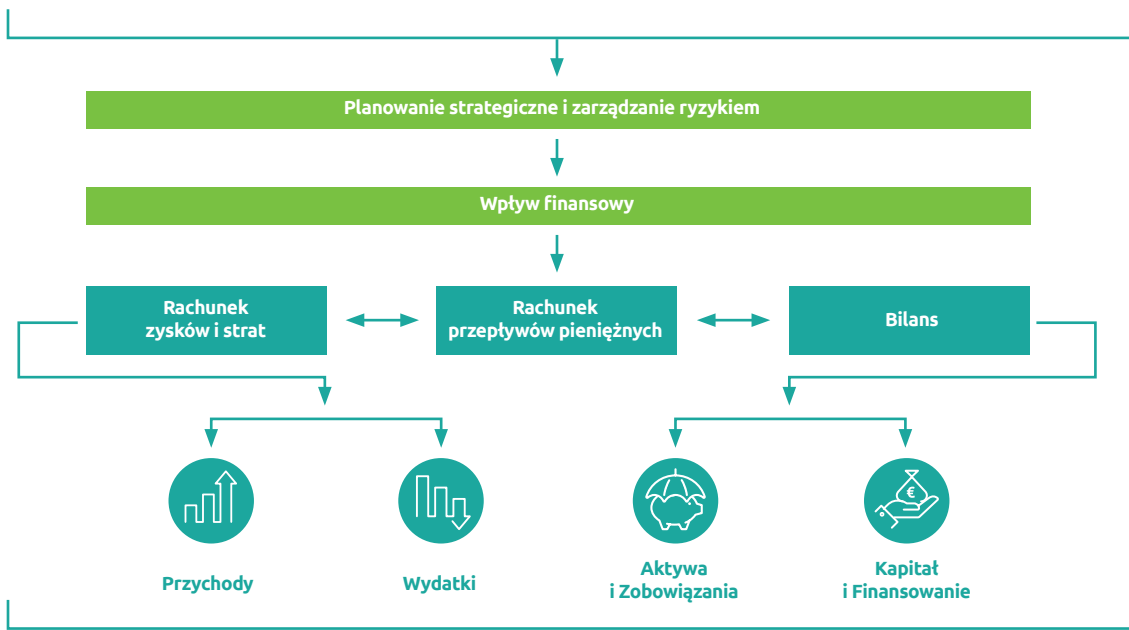 Planowanie strategiczne i zarządzanie ryzykiem
Wpływ finansowy
Rachunek
zysków i strat
Rachunek
przepływów pieniężnych
Bilans
€
Przychody
Wydatki
Aktywa
i Zobowiązania
Kapitał
i Finansowanie